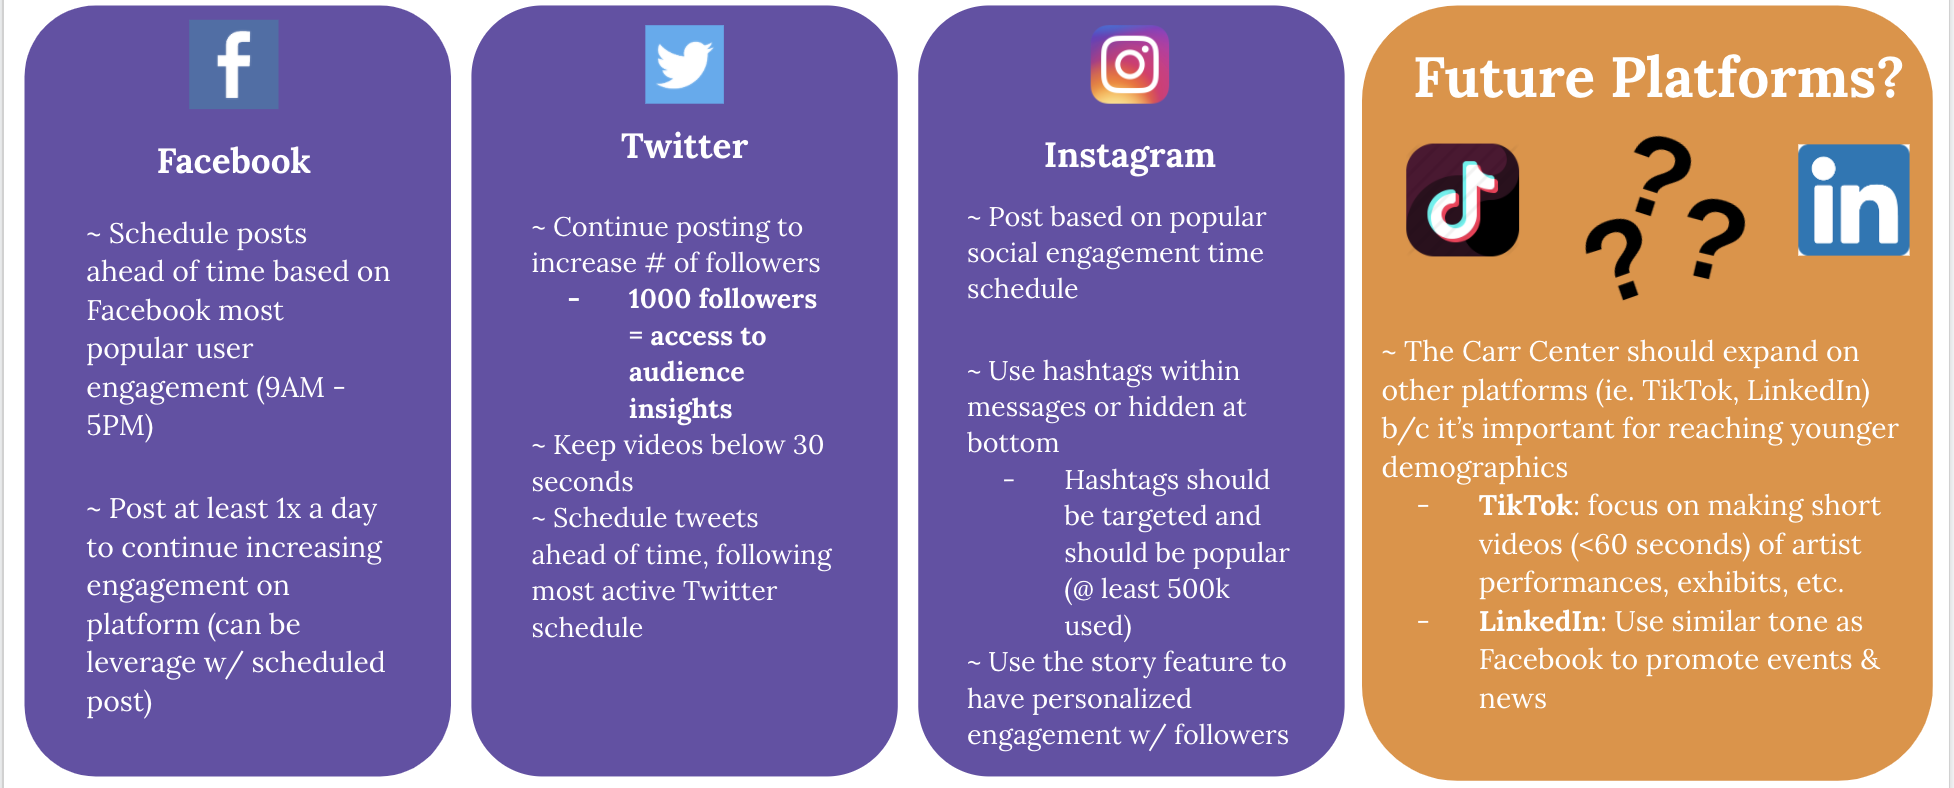 Facebook
~ Schedule posts
ahead of time based on
Facebook most
popular user
engagement (9AM -
5PM)
~ Post at least 1x a day
to continue increasing
engagement on
platform (can be
leverage w/ scheduled
post)
Twitter
~ Continue posting to
increase # of followers
- 1000 followers
= access to
audience
insights
~ Keep videos below 30
seconds
~ Schedule tweets
ahead of time, following
most active Twitter
schedule
Instagram
~ Post based on popular
social engagement time
schedule
~ Use hashtags within
messages or hidden at
bottom
- Hashtags should
be targeted and
should be popular
(@ least 500k
used)
~ Use the story feature to
have personalized
engagement w/ followers
Future Platforms?
???
in
~ The Carr Center should expand on
other platforms (ie. TikTok, LinkedIn)
b/c it’s important for reaching younger
demographics
- TikTok: focus on making short
videos (<60 seconds) of artist
performances, exhibits, etc.
- LinkedIn: Use similar tone as
Facebook to promote events &
news